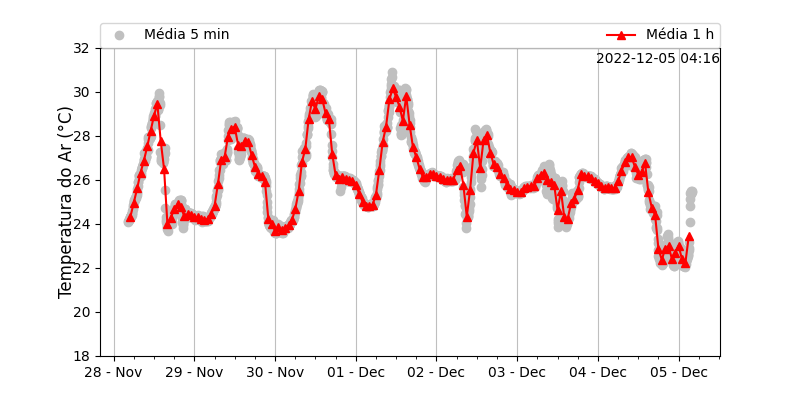 Média 5 min
Média 1 h
2022-12-05 04:16
Temperatura do Ar (°C)
32
30
28
26
24
22
20
18
28 - Nov
29 - Nov
30 - Nov
01 - Dec
02 - Dec
03 - Dec
04 - Dec
05 - Dec